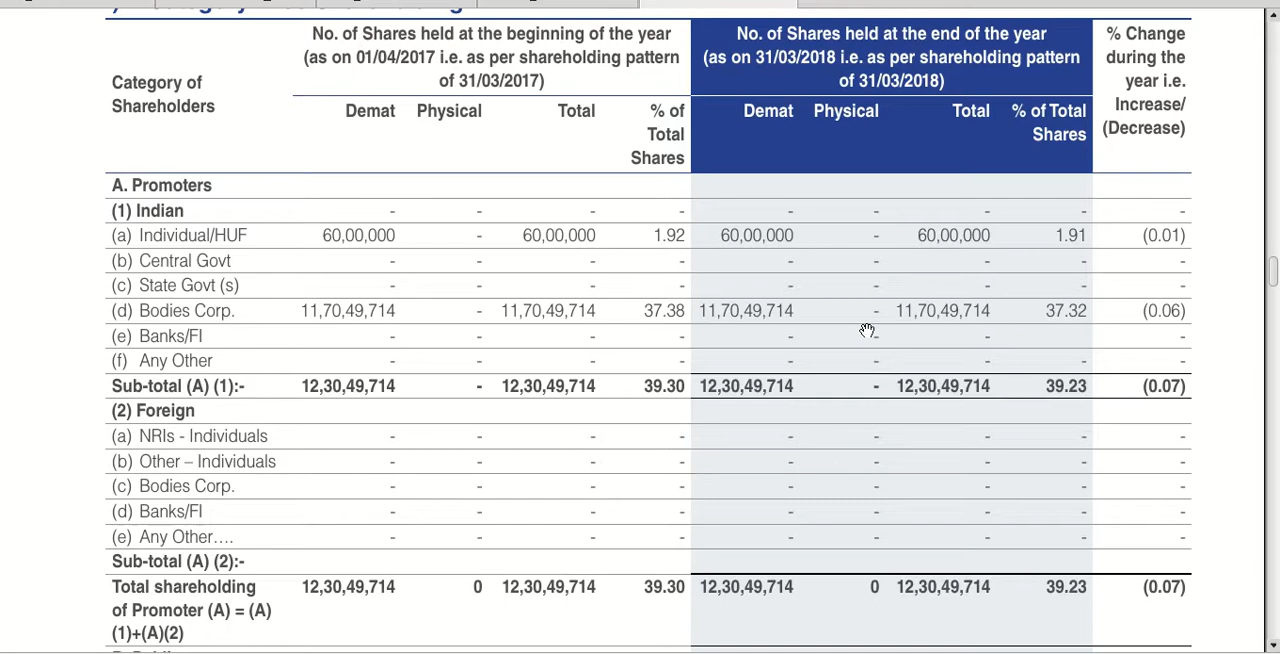 No. of Shares held at the beginning of the year
(as on 01/04/2017 i.e. as per shareholding pattern
of 31/03/2017)
No. of Shares held at the end of the year
(as on 31/03/2018 i.e. as per shareholding pattern
of 31/03/2018)
% Change
during the
year i.e.
Increase/
(Decrease)
Category of
Shareholders
Demat Physical Total % of
Total
Shares
Demat Physical Total % of Total
Shares
A. Promoters
(1) Indian - - - - - - - - -
(a) Individual/HUF 60,00,000 - 60,00,000 1.92 60,00,000 - 60,00,000 1.91 (0.01)
(b) Central Govt - - - - - - - - -
(c) State Govt (s) - - - - - - - - -
(d) Bodies Corp. 11,70,49,714 - 11,70,49,714 37.38 11,70,49,714 - 11,70,49,714 37.32 (0.06)
(e) Banks/FI - - - - - - - - -
(f) Any Other - - - - - - - - -
Sub-total (A) (1):- 12,30,49,714 - 12,30,49,714 39.30 12,30,49,714 - 12,30,49,714 39.23 (0.07)
(2) Foreign
(a) NRIs - Individuals - - - - - - - - -
(b) Other – Individuals - - - - - - - - -
(c) Bodies Corp. - - - - - - - - -
(d) Banks/FI - - - - - - - - -
(e) Any Other.... - - - - - - - - -
Sub-total (A) (2):-
Total shareholding 12,30,49,714 0 12,30,49,714 39.30 12,30,49,714 0 12,30,49,714 39.23 (0.07)
of Promoter (A) = (A)
(1)+(A)(2)